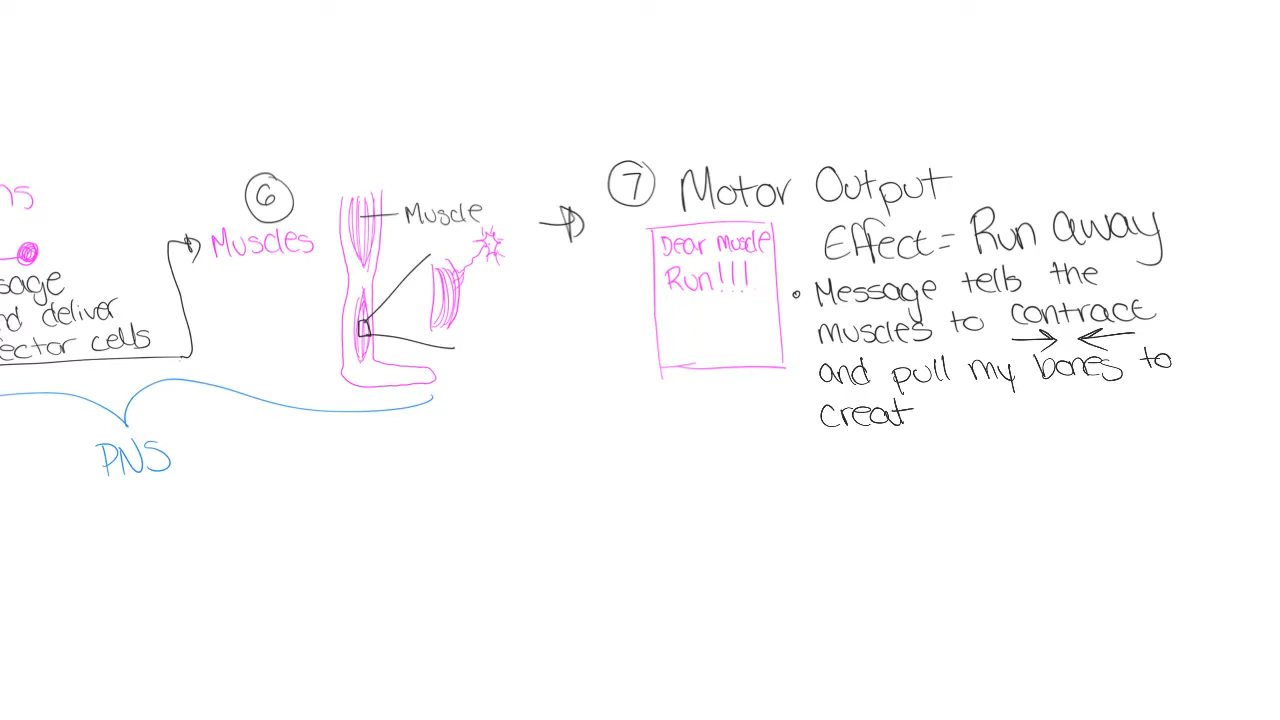 ns
ssage
nd deliver
fector cells
6
Muscles
Muscle
PNS
7 Motor Output
Dear Muscle
Run!!!
Effect = Run away
• Message tells the
muscles to contract
and pull my bones to
creat